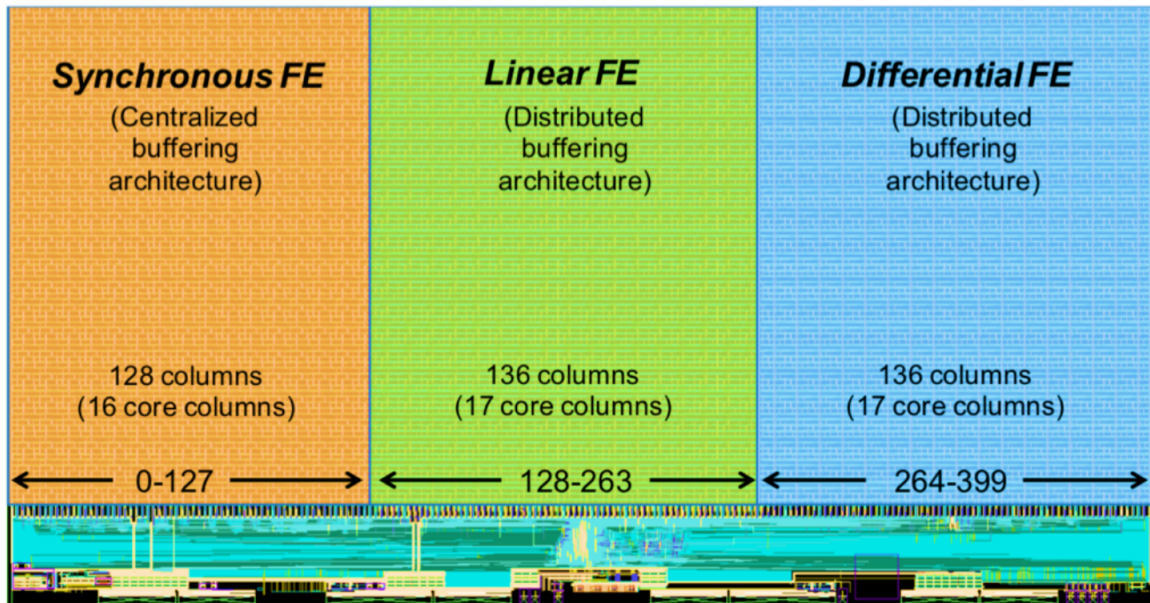 Synchronous FE
(Centralized
buffering
architecture)
128 columns
(16 core columns)
0-127
Linear FE
(Distributed
buffering
architecture)
136 columns
(17 core columns)
128-263
Differential FE
(Distributed
buffering
architecture)
136 columns
(17 core columns)
264-399